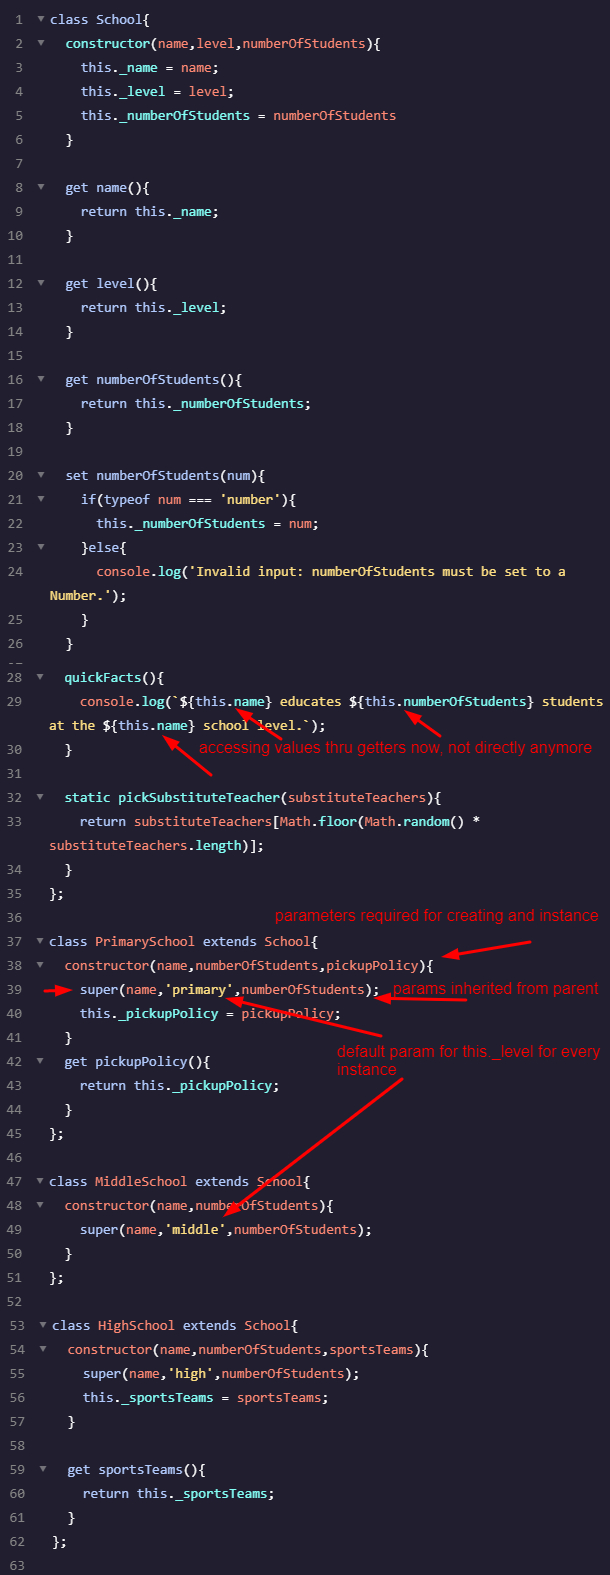 1 class School{
2 constructor(name,level,numberOfStudents){
3 this._name = name;
4 this._level = level;
5 this._numberOfStudents = numberOfStudents
6 }
7
8 get name(){
9 return this._name;
10 }
11
12 get level(){
13 return this._level;
14 }
15
16 get numberOfStudents(){
17 return this._numberOfStudents;
18 }
19
20 set numberOfStudents(num){
21 if(typeof num === 'number'){
22 this._numberOfStudents = num;
23 }else{
24 console.log('Invalid input: numberOfStudents must be set to a
Number.');
25 }
26 }
28 quickFacts(){
29 console.log(`${this.name} educates ${this.numberOfStudents} students
at the ${this.name} school level.`);
accessing values thru getters now, not directly anymore
30 }
31
32 static pickSubstituteTeacher(substituteTeachers){
33 return substituteTeachers[Math.floor(Math.random() *
substituteTeachers.length)];
34 }
35 };
36
parameters required for creating and instance
37 class PrimarySchool extends School{
38 constructor(name,numberOfStudents,pickupPolicy){
39 super(name,'primary',numberOfStudents); params inherited from parent
40 this._pickupPolicy = pickupPolicy;
41 }
default param for this._level for every
instance
42 get pickupPolicy(){
43 return this._pickupPolicy;
44 }
45 };
46
47 class MiddleSchool extends School{
48 constructor(name,numberOfStudents){
49 super(name,'middle',numberOfStudents);
50 }
51 };
52
53 class HighSchool extends School{
54 constructor(name,numberOfStudents,sportsTeams){
55 super(name,'high',numberOfStudents);
56 this._sportsTeams = sportsTeams;
57 }
58
59 get sportsTeams(){
60 return this._sportsTeams;
61 }
62 };
63